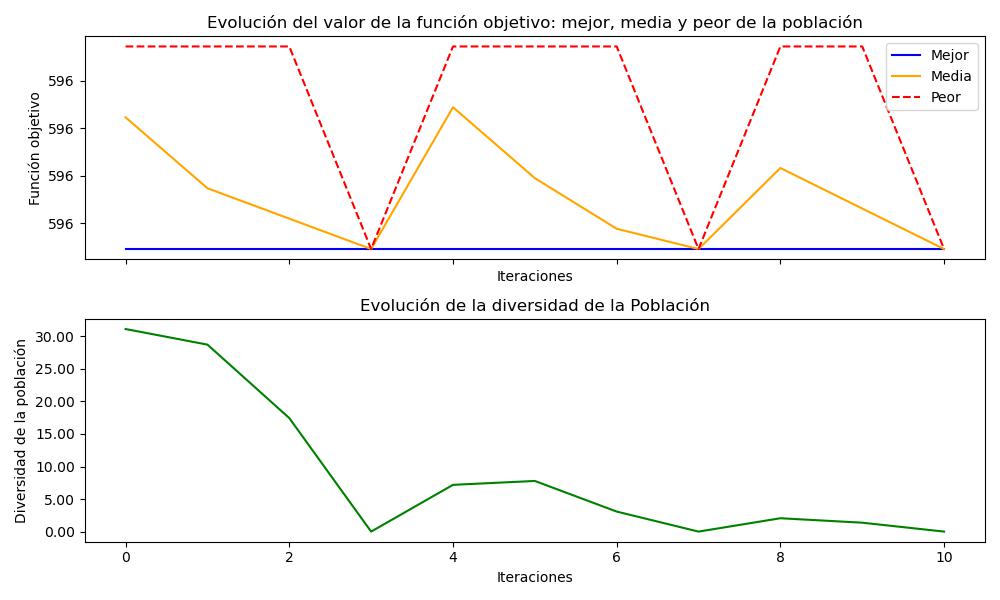 Evolución del valor de la función objetivo: mejor, media y peor de la población
Función objetivo
596
596
596
596
Mejor
Media
Peor
Iteraciones
Evolución de la diversidad de la Población
Diversidad de la población
30.00
25.00
20.00
15.00
10.00
5.00
0.00
0 2 4 6 8 10
Iteraciones